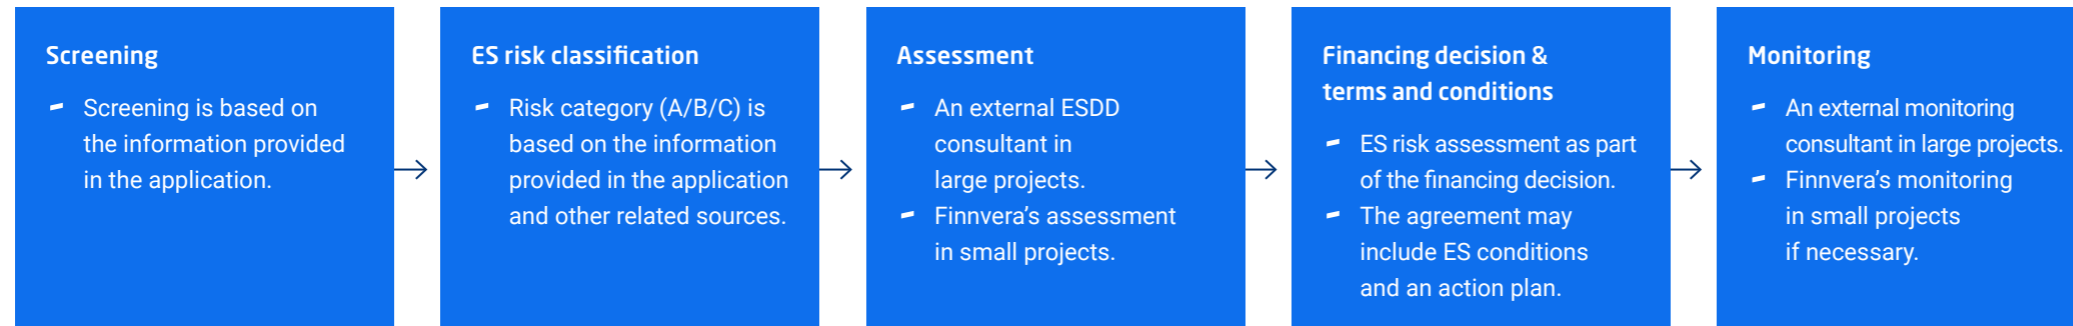 Screening
- Screening is based on
the information provided
in the application.
ES risk classification
- Risk category (A/B/C) is
based on the information
provided in the application
and other related sources.
Assessment
- An external ESDD
consultant in
large projects.
- Finnvera’s assessment
in small projects.
Financing decision &
terms and conditions
- ES risk assessment as part
of the financing decision.
- The agreement may
include ES conditions
and an action plan.
Monitoring
- An external monitoring
consultant in large projects.
- Finnvera’s monitoring
in small projects
if necessary.